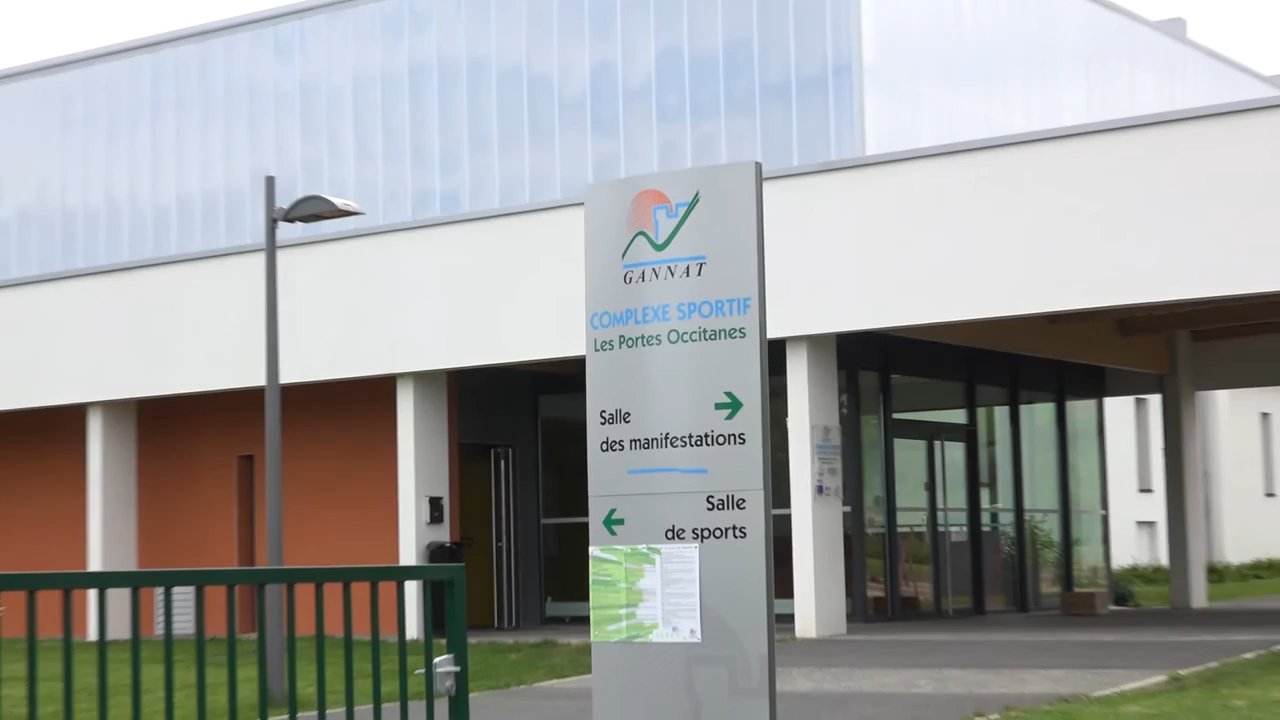 GANNAT
COMPLEXE SPORTIF
Les Portes Occitanes
Salle
des manifestations
Salle
de sports